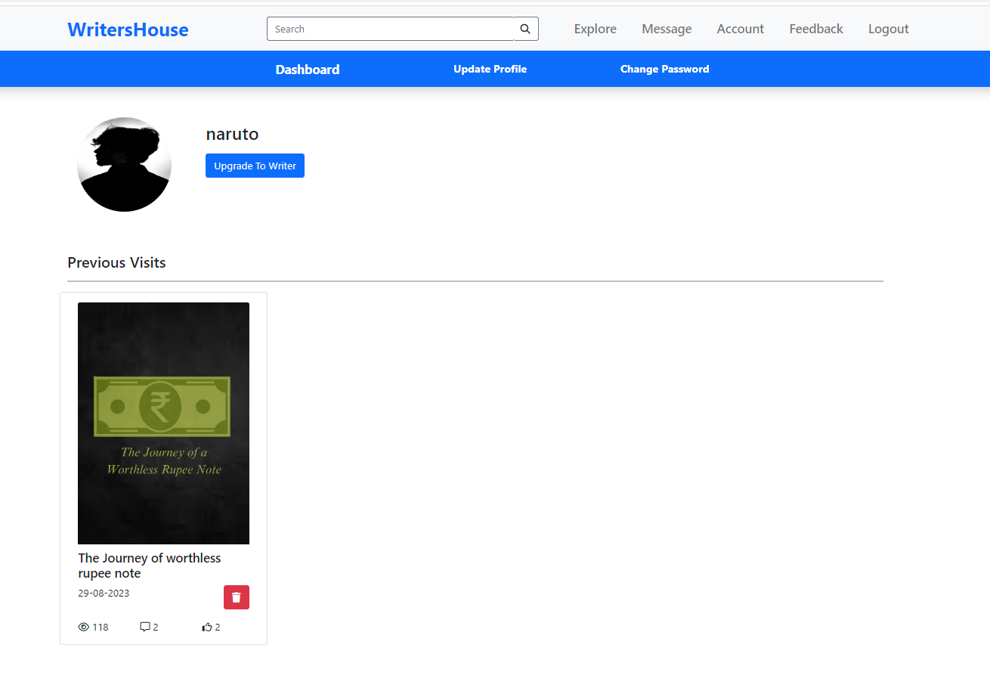 WritersHouse
Search
Explore
Message
Account
Feedback
Logout
Dashboard
Update Profile
Change Password
naruto
Upgrade To Writer
Previous Visits
₹
The Journey of a
Worthless Rupee Note
The Journey of worthless
rupee note
29-08-2023
118
2
2